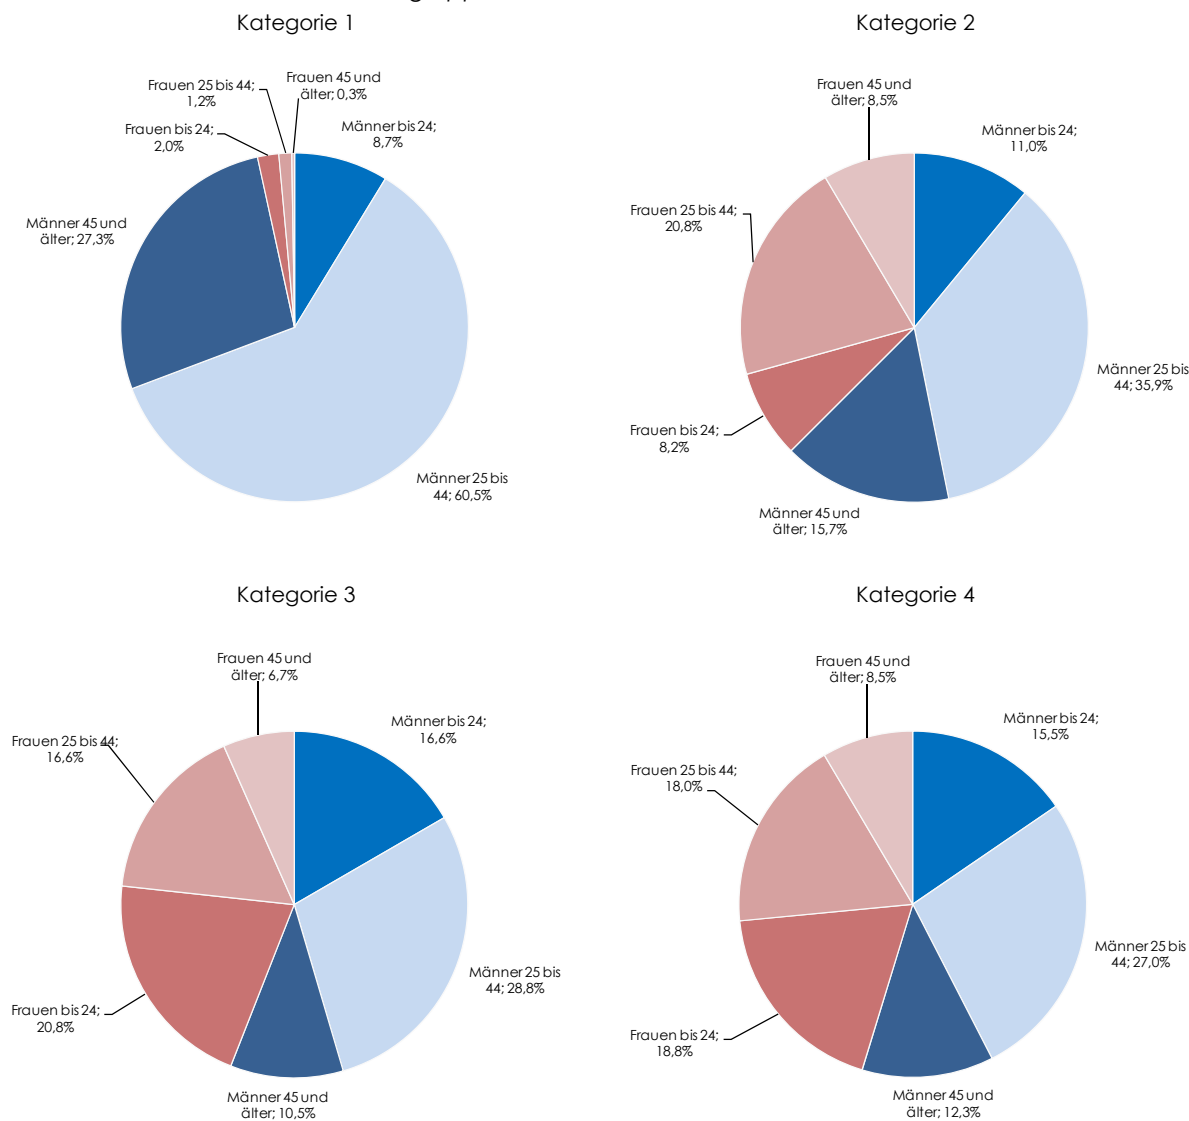 Kategorie 1
Kategorie 2
Frauen 25 bis 44;
1,2%
Frauen 45 und
älter; 0,3%
Frauen bis 24;
2,0%
Männer bis 24;
8,7%
Männer 45 und
älter; 27,3%
Männer 25 bis
44; 60,5%
Frauen 45 und
älter; 8,5%
Männer bis 24;
11,0%
Frauen 25 bis 44;
20,8%
Männer 25 bis
44; 35,9%
Frauen bis 24;
8,2%
Männer 45 und
älter; 15,7%
Kategorie 3
Kategorie 4
Frauen 45 und
älter; 6,7%
Männer bis 24;
16,6%
Frauen 25 bis 44;
16,6%
Männer 25 bis
44; 28,8%
Frauen bis 24;
20,8%
Männer 45 und
älter; 10,5%
Frauen 45 und
älter; 8,5%
Männer bis 24;
15,5%
Frauen 25 bis 44;
18,0%
Männer 25 bis
44; 27,0%
Frauen bis 24;
18,8%
Männer 45 und
älter; 12,3%